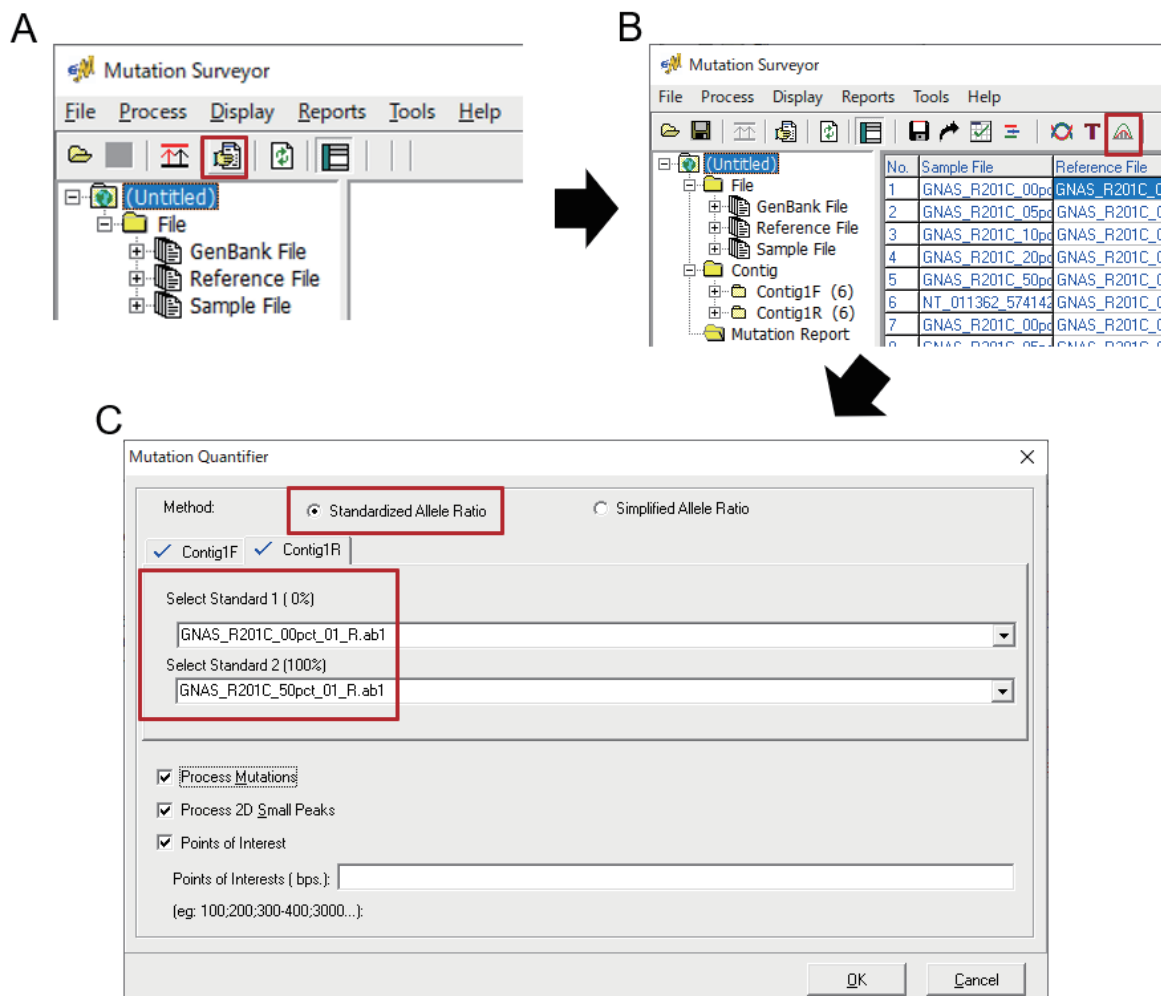 A
Mutation Surveyor
File Process Display Reports Tools Help
(Untitled)
File
GenBank File
Reference File
Sample File
B
Mutation Surveyor
File Process Display Reports Tools Help
T
(Untitled)
File
GenBank File
Reference File
Sample File
Contig
Contig1F (6)
Contig1R (6)
Mutation Report
No. Sample File Reference File
1 GNAS_R201C_00pc GNAS_R201C_0
2 GNAS_R201C_05pc GNAS_R201C_0
3 GNAS_R201C_10pc GNAS_R201C_0
4 GNAS_R201C_20pc GNAS_R201C_0
5 GNAS_R201C_50pc GNAS_R201C_0
6 NT_011362_574142 GNAS_R201C_0
7 GNAS_R201C_00pc GNAS_R201C_0
C
Mutation Quantifier
Method: Standardized Allele Ratio Simplified Allele Ratio
Contig1F Contig1R
Select Standard 1 ( 0%)
GNAS_R201C_00pct_01_R.ab1
Select Standard 2 (100%)
GNAS_R201C_50pct_01_R.ab1
Process Mutations
Process 2D Small Peaks
Points of Interest
Points of Interests ( bps.):
(eg: 100;200;300-400;3000...):
OK Cancel